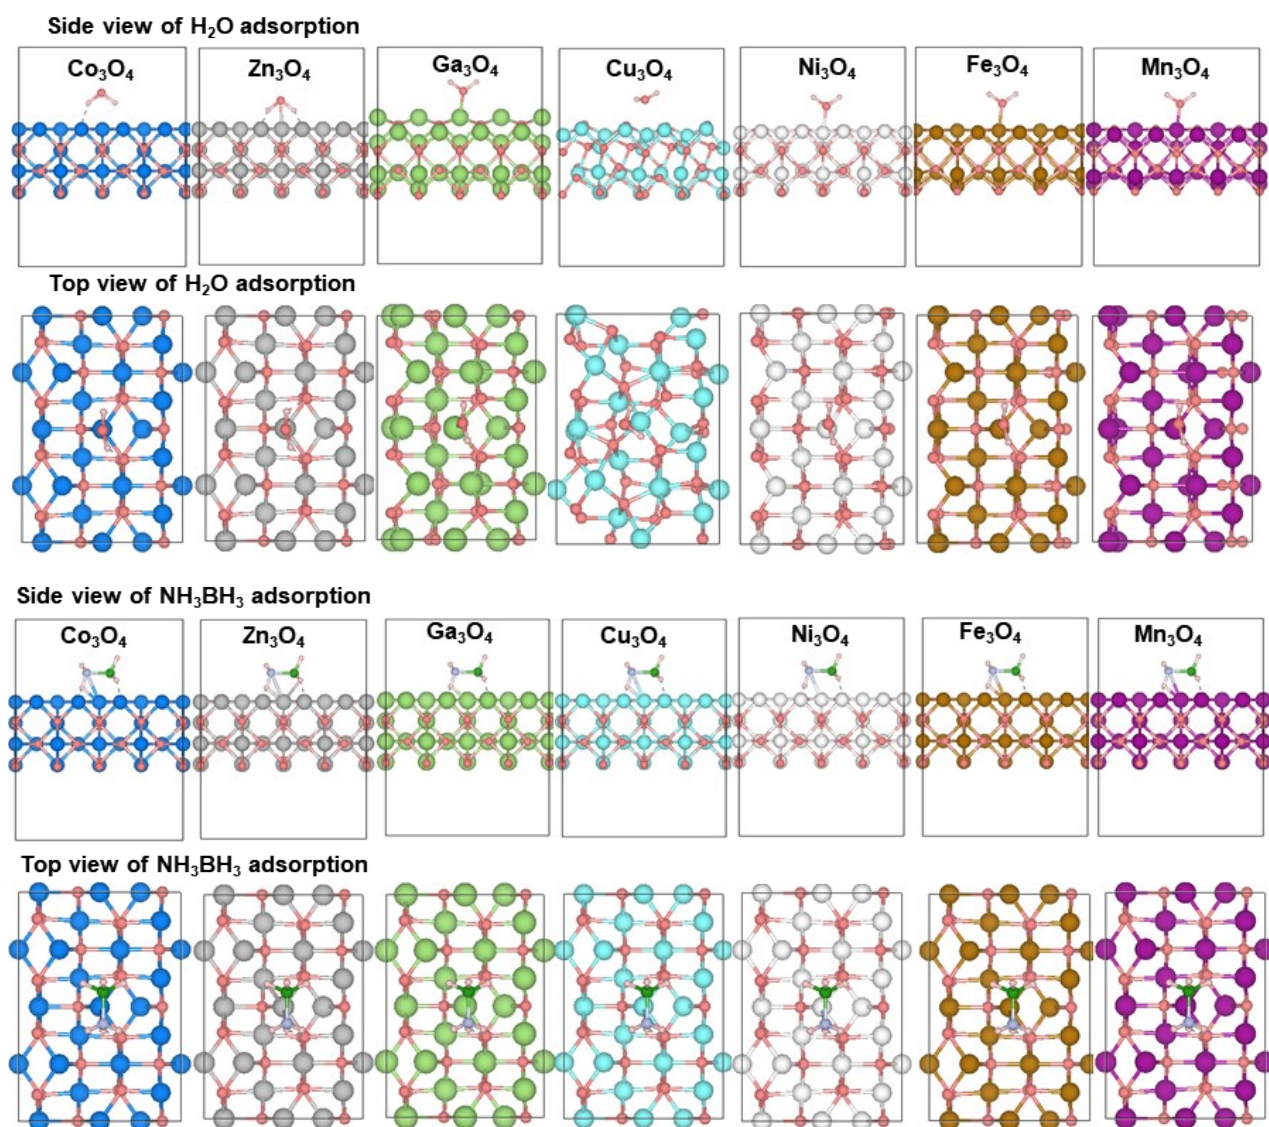 Side view of H₂O adsorption
Co₃O₄ Zn₃O₄ Ga₃O₄ Cu₃O₄ Ni₃O₄ Fe₃O₄ Mn₃O₄
Top view of H₂O adsorption
Side view of NH₃BH₃ adsorption
Co₃O₄ Zn₃O₄ Ga₃O₄ Cu₃O₄ Ni₃O₄ Fe₃O₄ Mn₃O₄
Top view of NH₃BH₃ adsorption